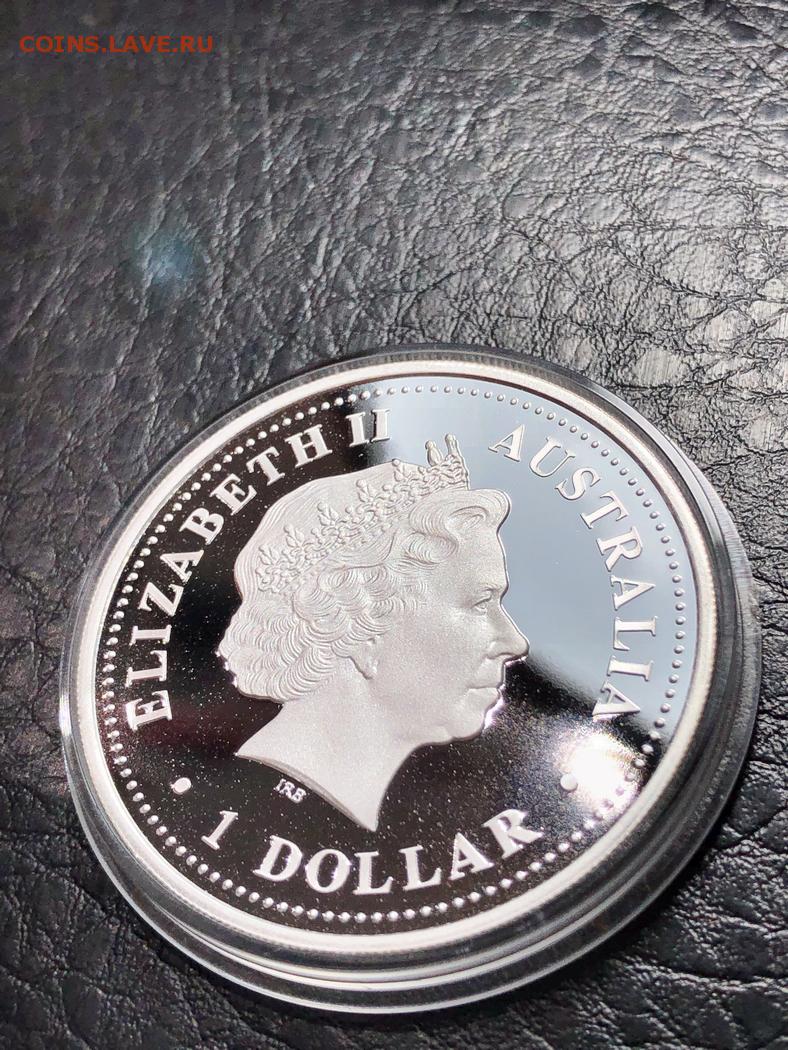 COINS.LAVE.RU
ELIZABETH II
AUSTRALIA
IRB
1 DOLLAR